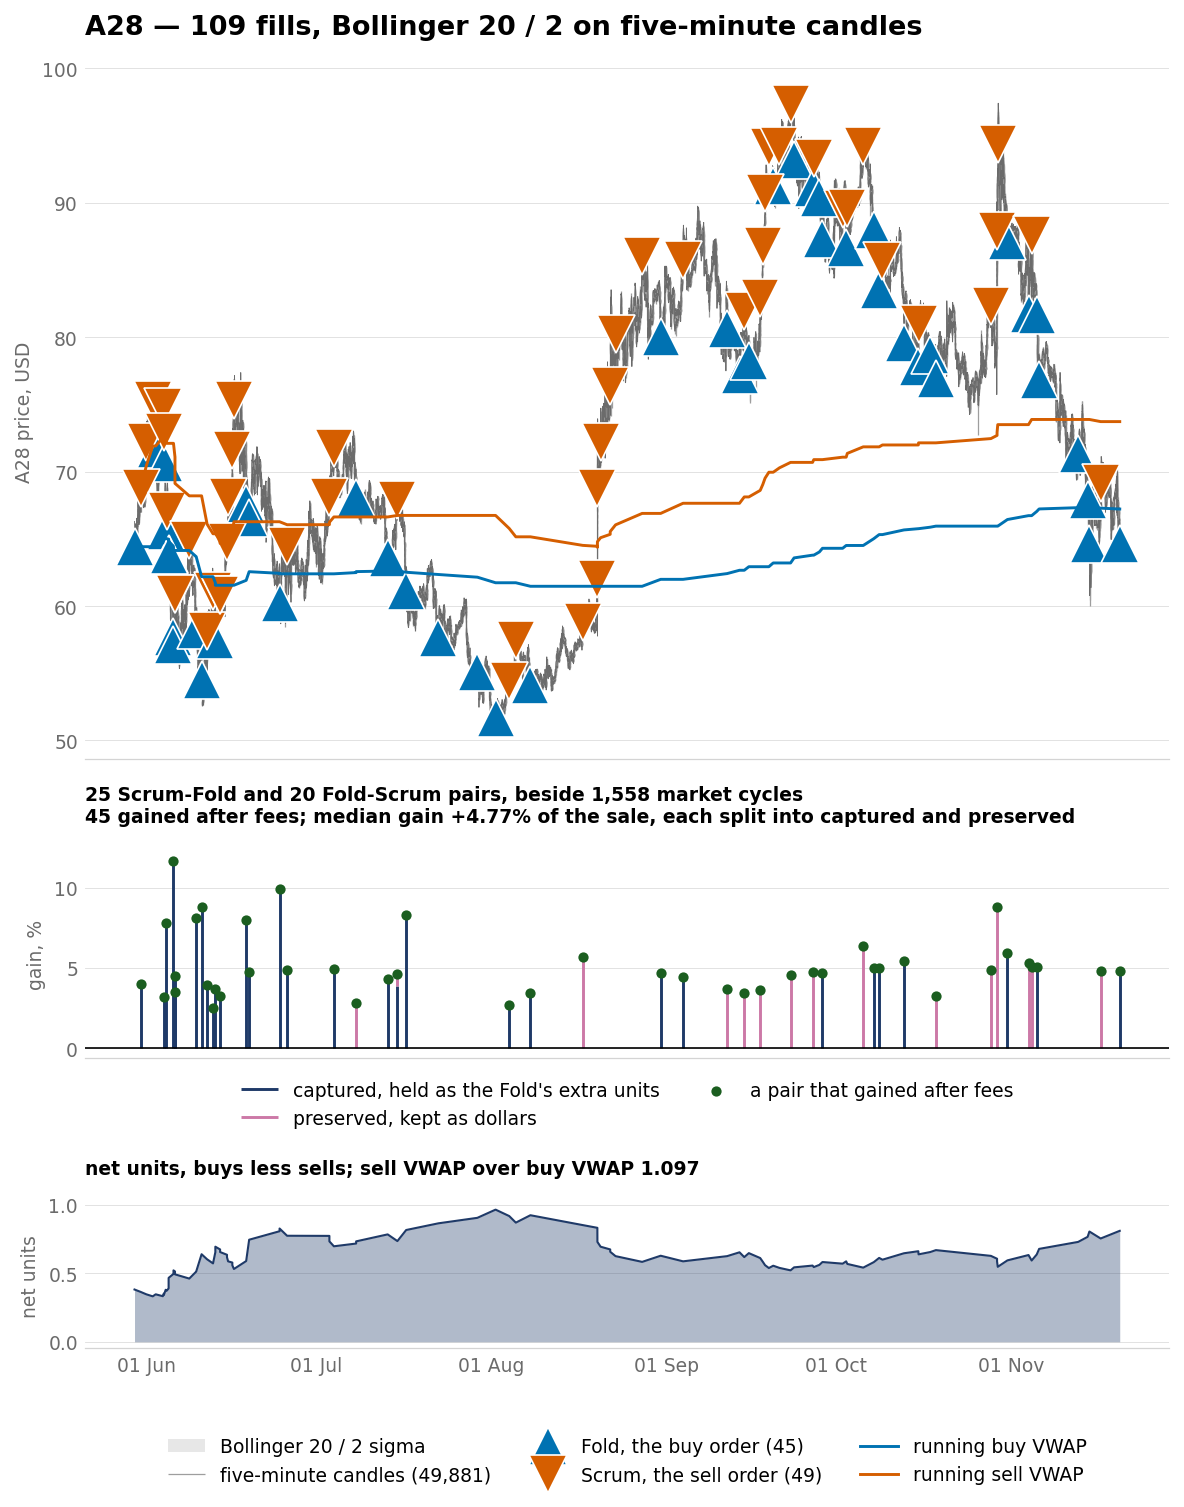 A28 — 109 fills, Bollinger 20 / 2 on five-minute candles
100
90
80
70
60
50
A28 price, USD
25 Scrum-Fold and 20 Fold-Scrum pairs, beside 1,558 market cycles
45 gained after fees; median gain +4.77% of the sale, each split into captured and preserved
10
5
0
gain, %
captured, held as the Fold's extra units
a pair that gained after fees
preserved, kept as dollars
net units, buys less sells; sell VWAP over buy VWAP 1.097
1.0
0.5
0.0
net units
01 Jun
01 Jul
01 Aug
01 Sep
01 Oct
01 Nov
Bollinger 20 / 2 sigma
Fold, the buy order (45)
running buy VWAP
five-minute candles (49,881)
Scrum, the sell order (49)
running sell VWAP